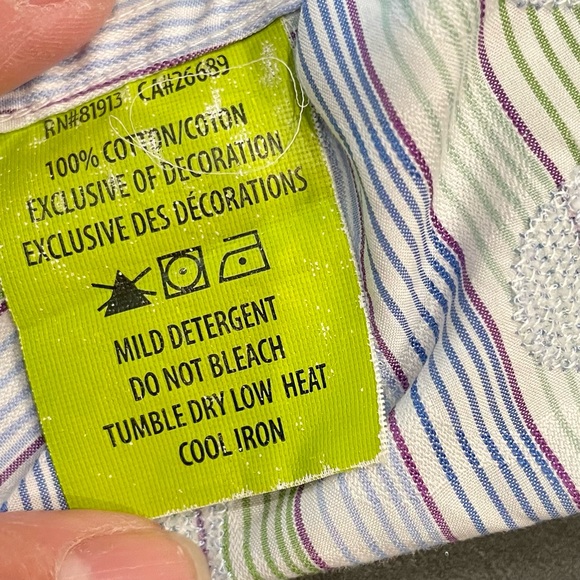 RN#81913 CA#26689
100% COTTON/COTON
EXCLUSIVE OF DECORATION
EXCLUSIVE DES DÉCORATIONS
MILD DETERGENT
DO NOT BLEACH
TUMBLE DRY LOW HEAT
COOL IRON